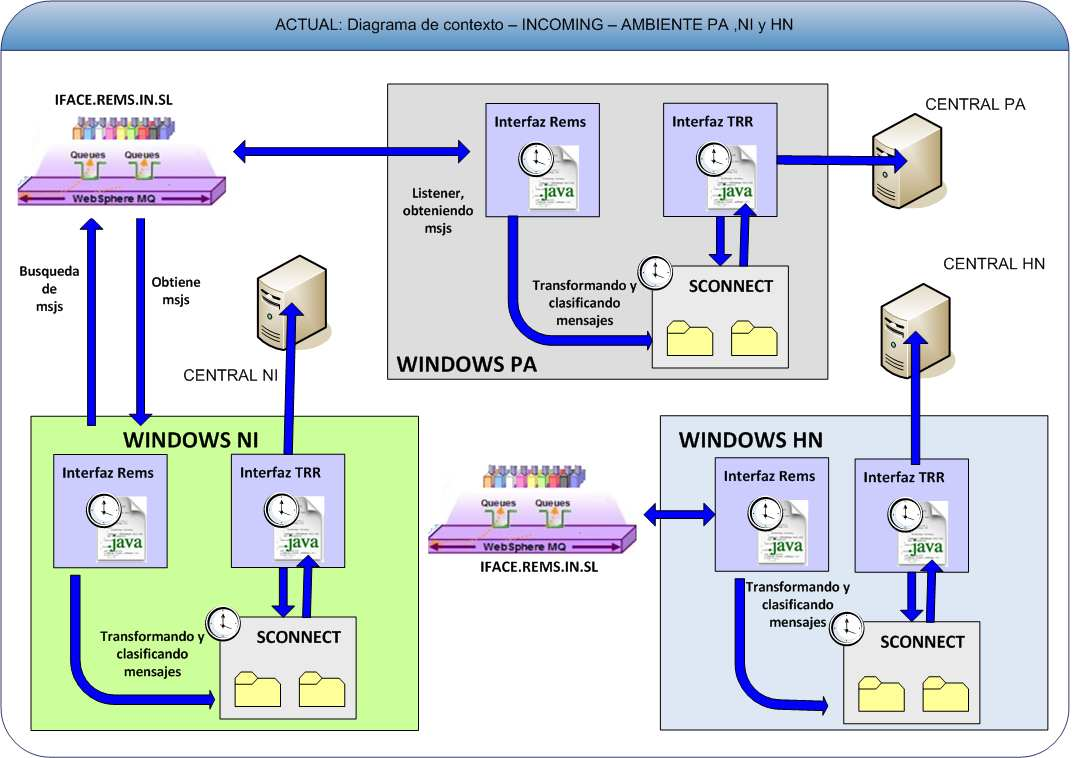 ACTUAL: Diagrama de contexto – INCOMING – AMBIENTE PA ,NI y HN
IFACE.REMS.IN.SL
Queues Queues
WebSphere MQ
Busqueda
de
msjs
Obtiene
msjs
Interfaz Rems
.java
Interfaz TRR
.java
Listener,
obteniendo
msjs
Transformando y
clasificando
mensajes
SCONNECT
WINDOWS PA
CENTRAL PA
CENTRAL NI
CENTRAL HN
WINDOWS NI
Interfaz Rems
.java
Interfaz TRR
.java
Transformando y
clasificando
mensajes
SCONNECT
Queues Queues
WebSphere MQ
IFACE.REMS.IN.SL
WINDOWS HN
Interfaz Rems
.java
Interfaz TRR
.java
Transformando y
clasificando
mensajes
SCONNECT